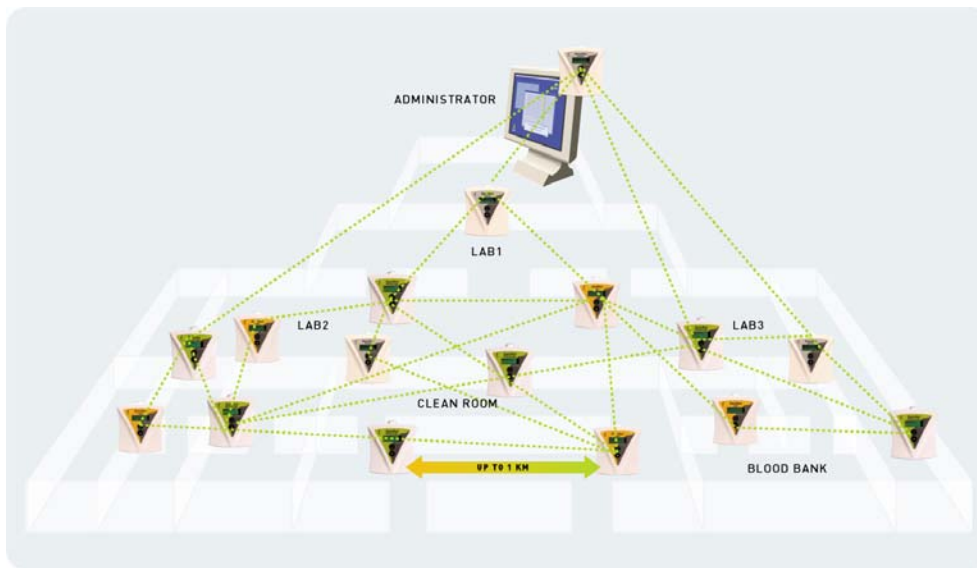 ADMINISTRATOR
LAB1
LAB2
LAB3
CLEAN ROOM
UP TO 1 KM
BLOOD BANK